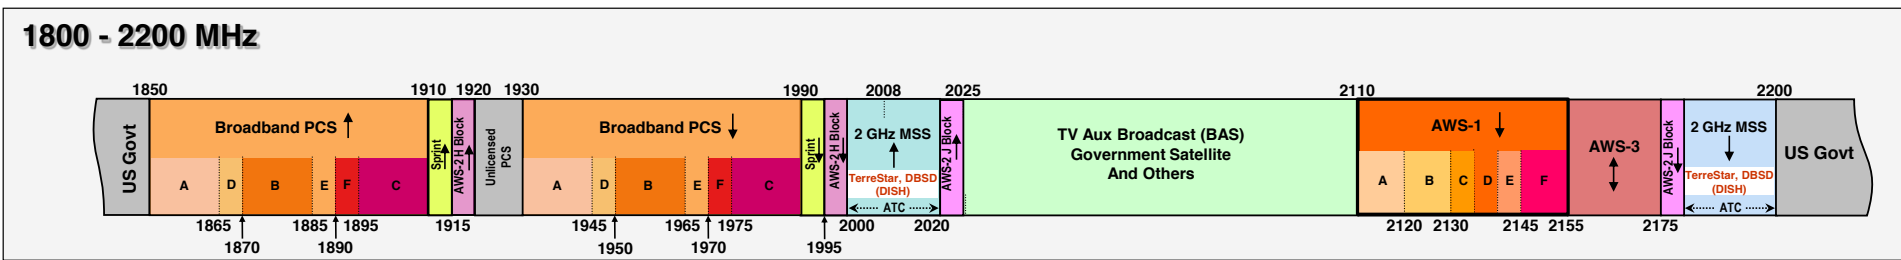 1800 - 2200 MHz
1850 1910 1920 1930 1990 2008 2025 2110 2200
US Govt
Broadband PCS
A D B E F C
Sprint
AWS-2 H Block
Unlicensed
PCS
Broadband PCS
A D B E F C
Sprint
AWS-2 H Block
2 GHz MSS
TerreStar, DBSD
(DISH)
ATC
AWS-2 J Block
TV Aux Broadcast (BAS)
Government Satellite
And Others
AWS-1
A B C D E F
AWS-3
AWS-2 J Block
2 GHz MSS
TerreStar, DBSD
(DISH)
ATC
US Govt
1865 1885 1895 1915 1945 1965 1975 2000 2020 2120 2130 2145 2155 2175
1870 1890 1950 1970 1995